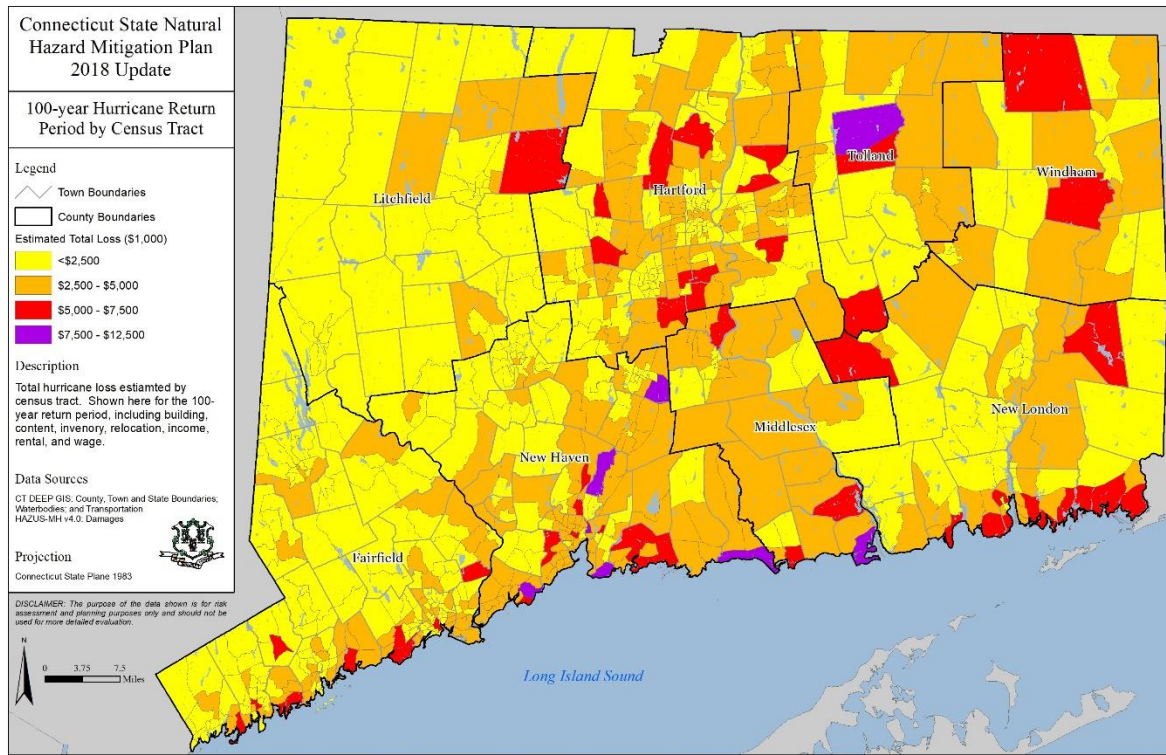 Connecticut State Natural
Hazard Mitigation Plan
2018 Update
100-year Hurricane Return
Period by Census Tract
Legend
Town Boundaries
County Boundaries
Estimated Total Loss ($1,000)
<$2,500
$2,500 - $5,000
$5,000 - $7,500
$7,500 - $12,500
Description
Total hurricane loss estiamted by
census tract. Shown here for the 100-
year return period, including building,
content, invenory, relocation, income,
rental, and wage.
Data Sources
CT DEEP GIS: County, Town and State Boundaries;
Waterbodies; and Transportation
HAZUS-MH v4.0: Damages
Projection
Connecticut State Plane 1983
DISCLAIMER: The purpose of the data shown is for risk
assessment and planning purposes only and should not be
used for more detailed evaluation.
N
0 3.75 7.5
Miles
Litchfield
Hartford
Tolland
Windham
New Haven
Middlesex
New London
Fairfield
Long Island Sound